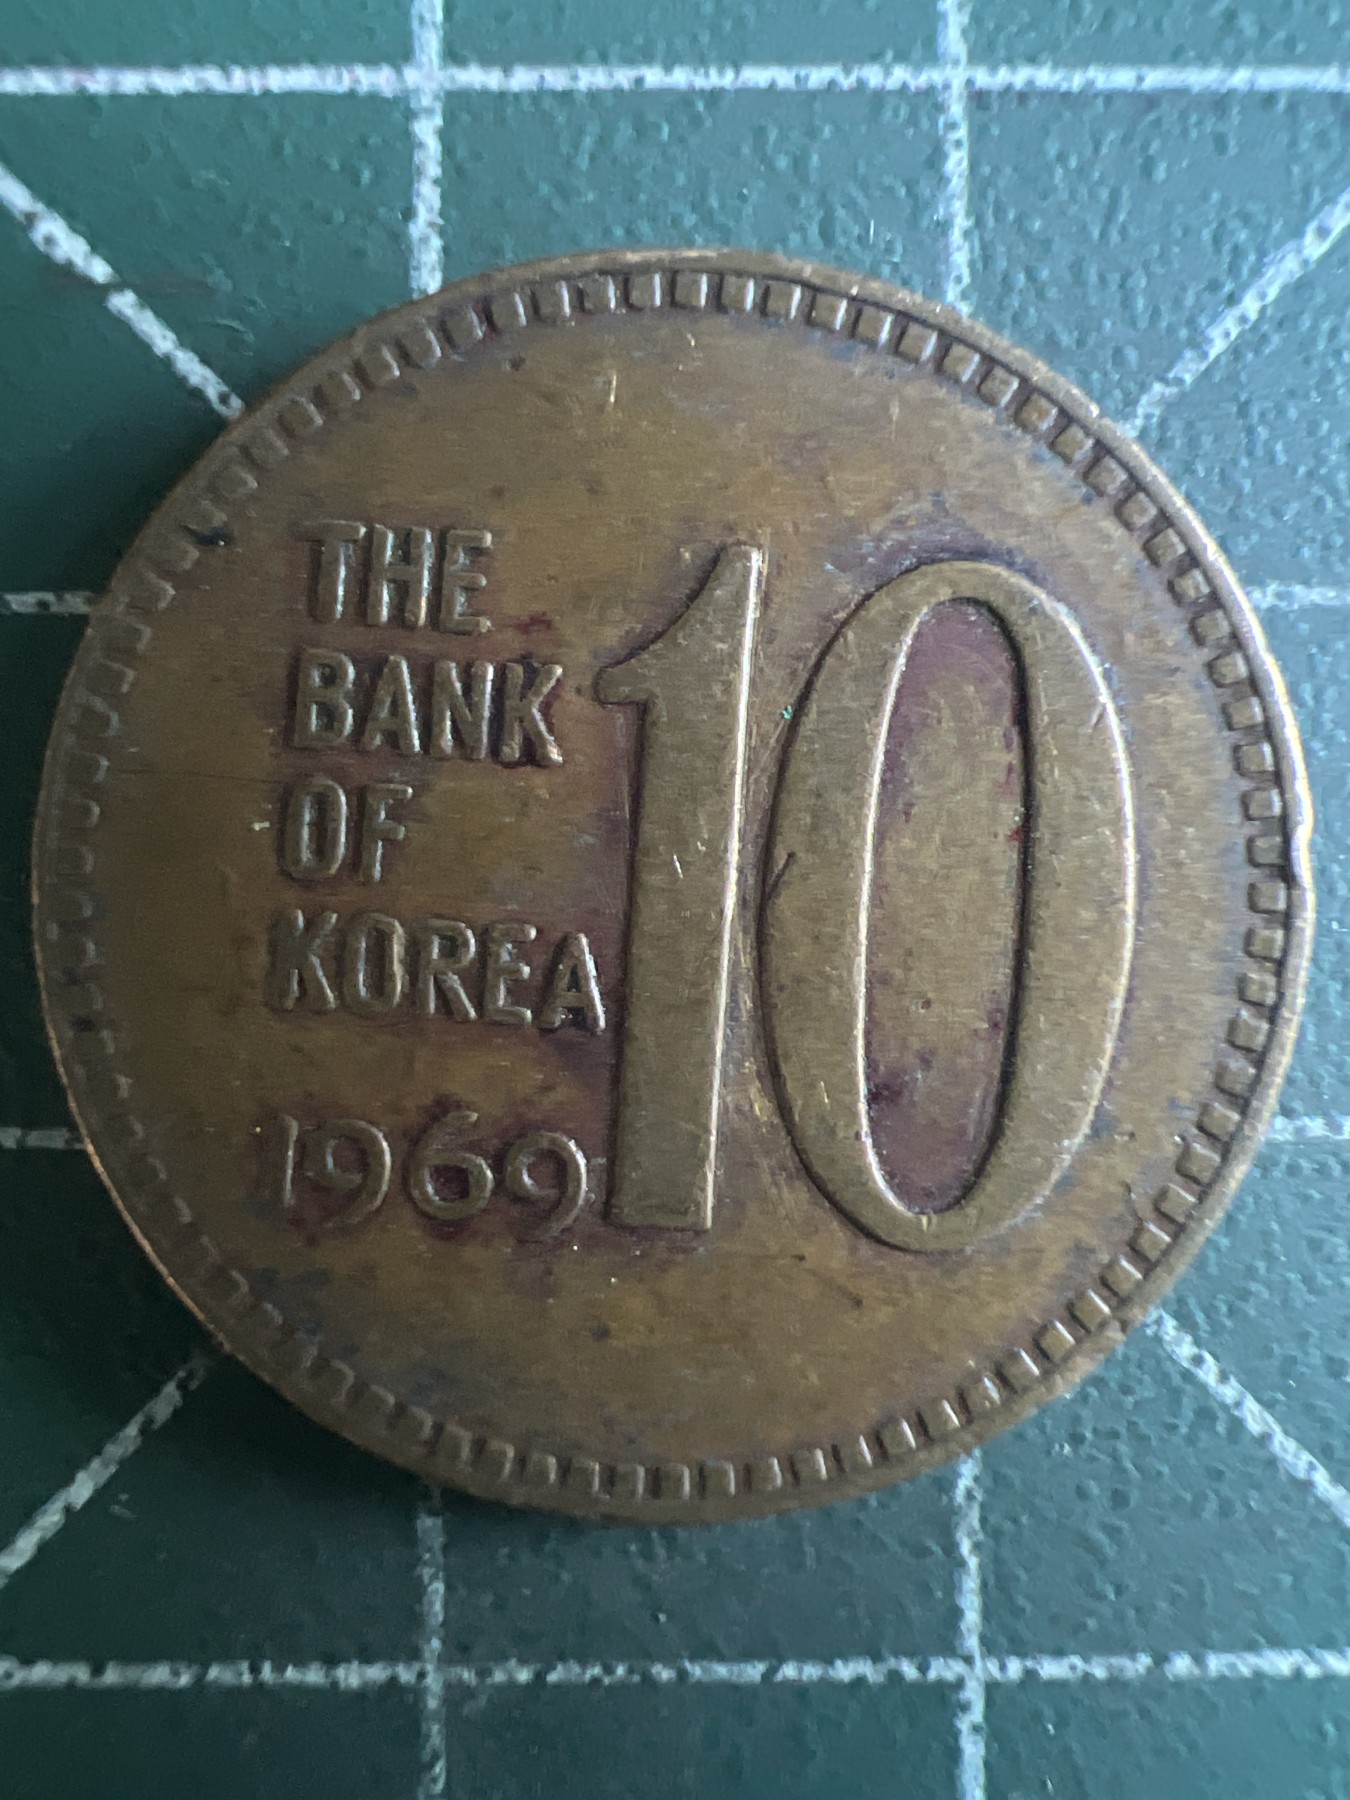 THE
BANK
OF
KOREA
1969
10